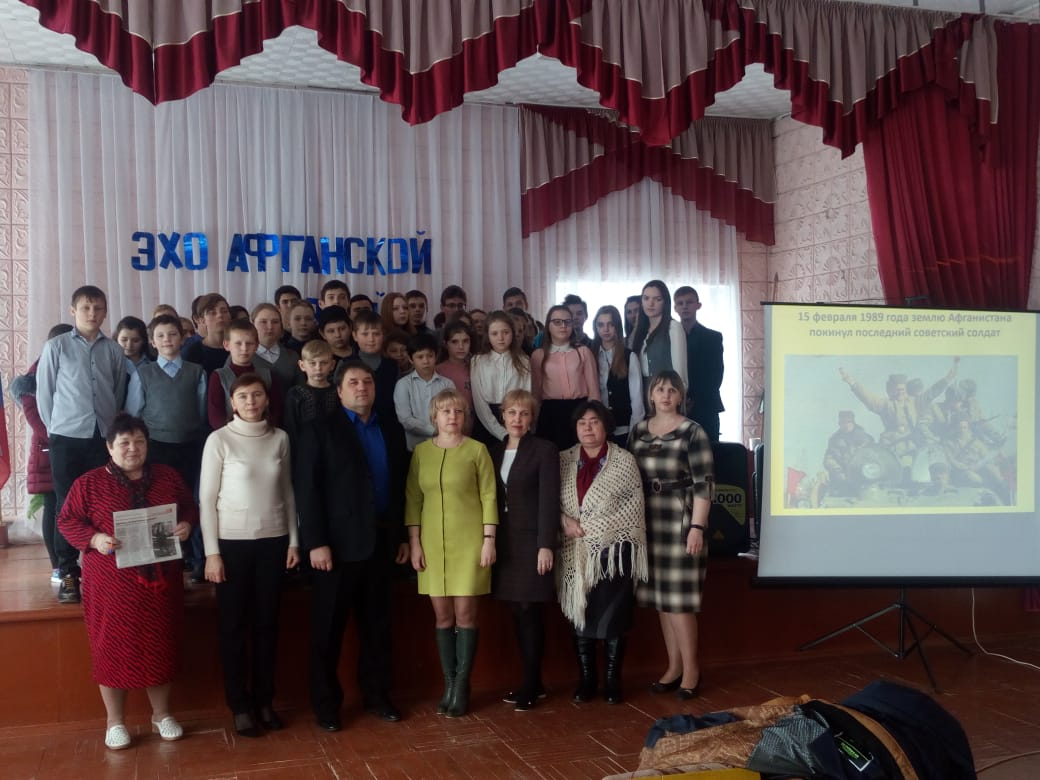 ЭХО АФГАНСКОЙ
15 февраля 1989 года землю Афганистана
покинул последний советский солдат